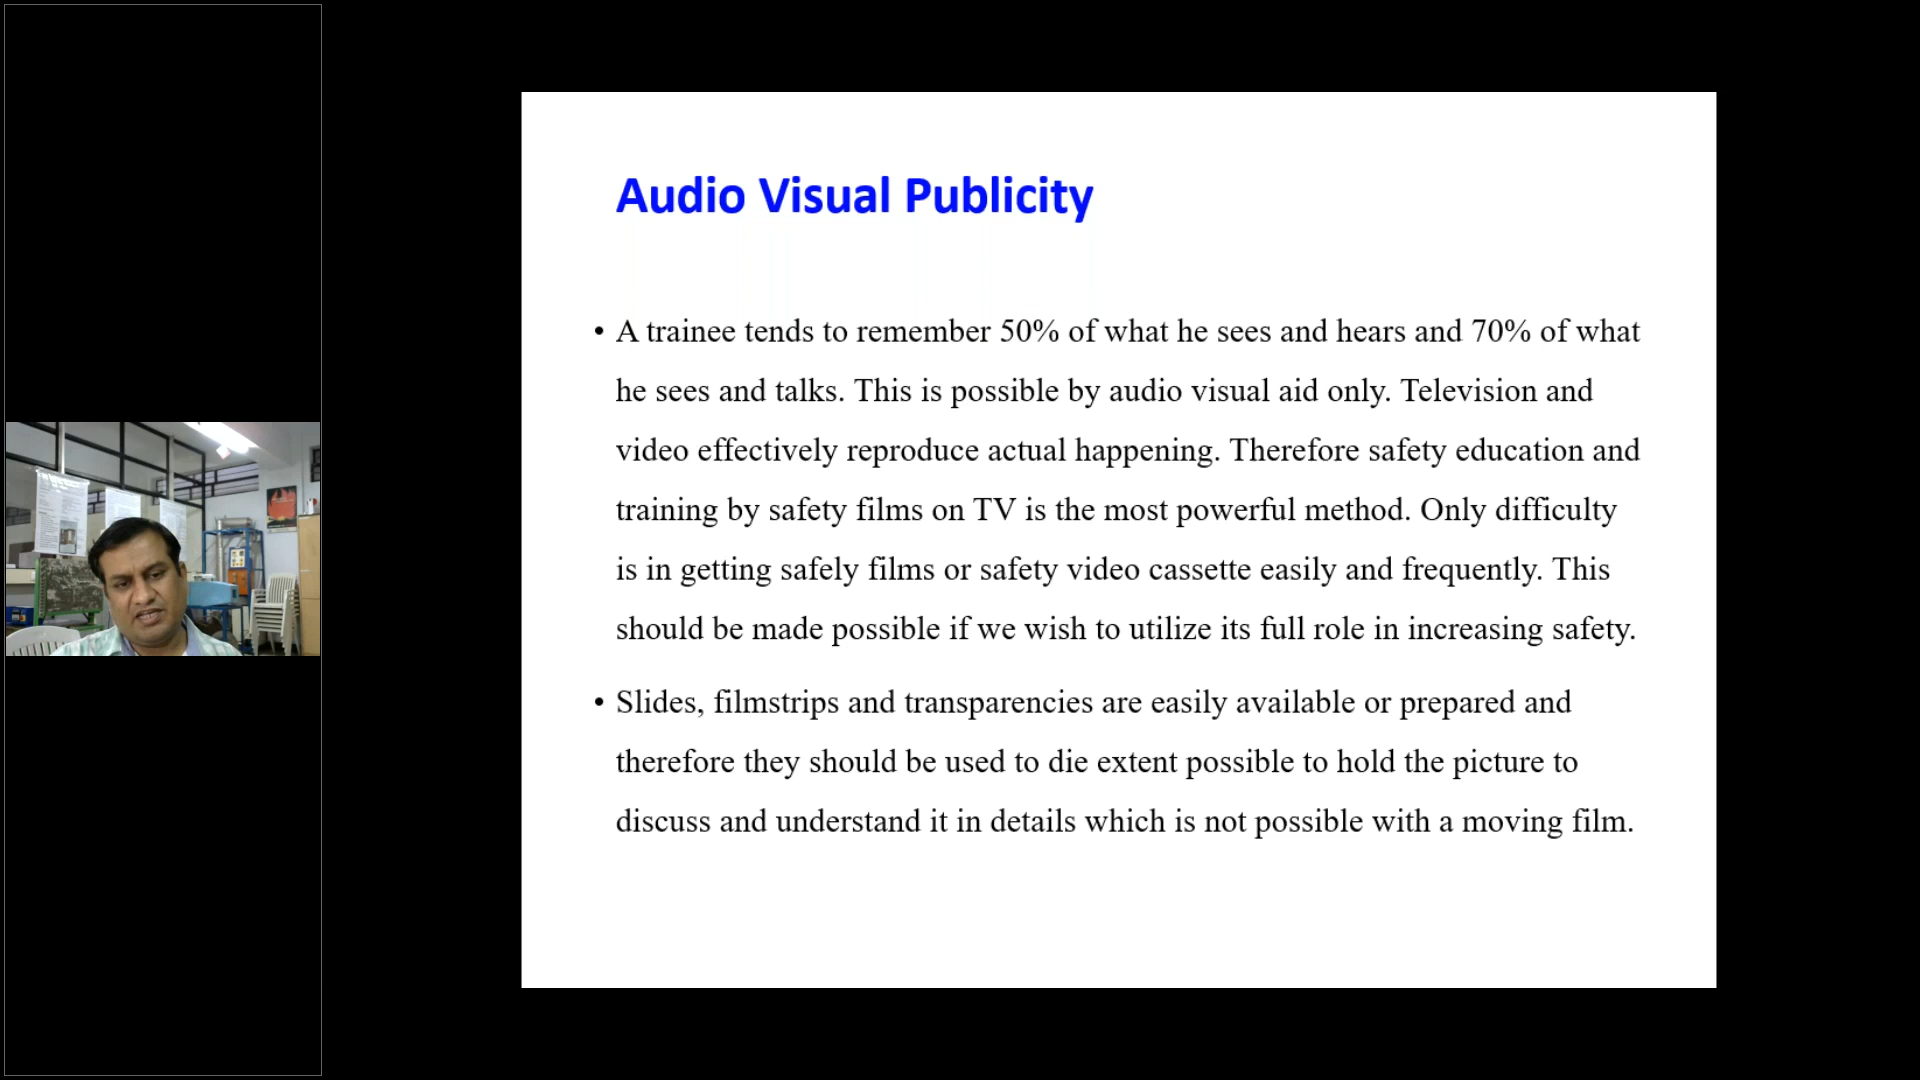 Audio Visual Publicity
• A trainee tends to remember 50% of what he sees and hears and 70% of what
he sees and talks. This is possible by audio visual aid only. Television and
video effectively reproduce actual happening. Therefore safety education and
training by safety films on TV is the most powerful method. Only difficulty
is in getting safely films or safety video cassette easily and frequently. This
should be made possible if we wish to utilize its full role in increasing safety.
• Slides, filmstrips and transparencies are easily available or prepared and
therefore they should be used to die extent possible to hold the picture to
discuss and understand it in details which is not possible with a moving film.